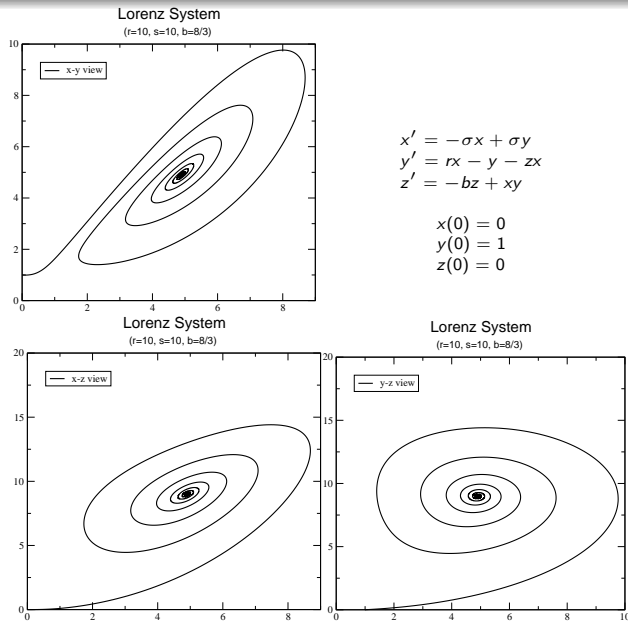 Lorenz System
(r=10, s=10, b=8/3)
10
8
6
4
2
0
x-y view
0 2 4 6 8
x′ = −σx + σy
y′ = rx − y − zx
z′ = −bz + xy
x(0) = 0
y(0) = 1
z(0) = 0
Lorenz System
(r=10, s=10, b=8/3)
20
15
10
5
0
x-z view
0 2 4 6 8
Lorenz System
(r=10, s=10, b=8/3)
20
15
10
5
0
y-z view
0 2 4 6 8 10